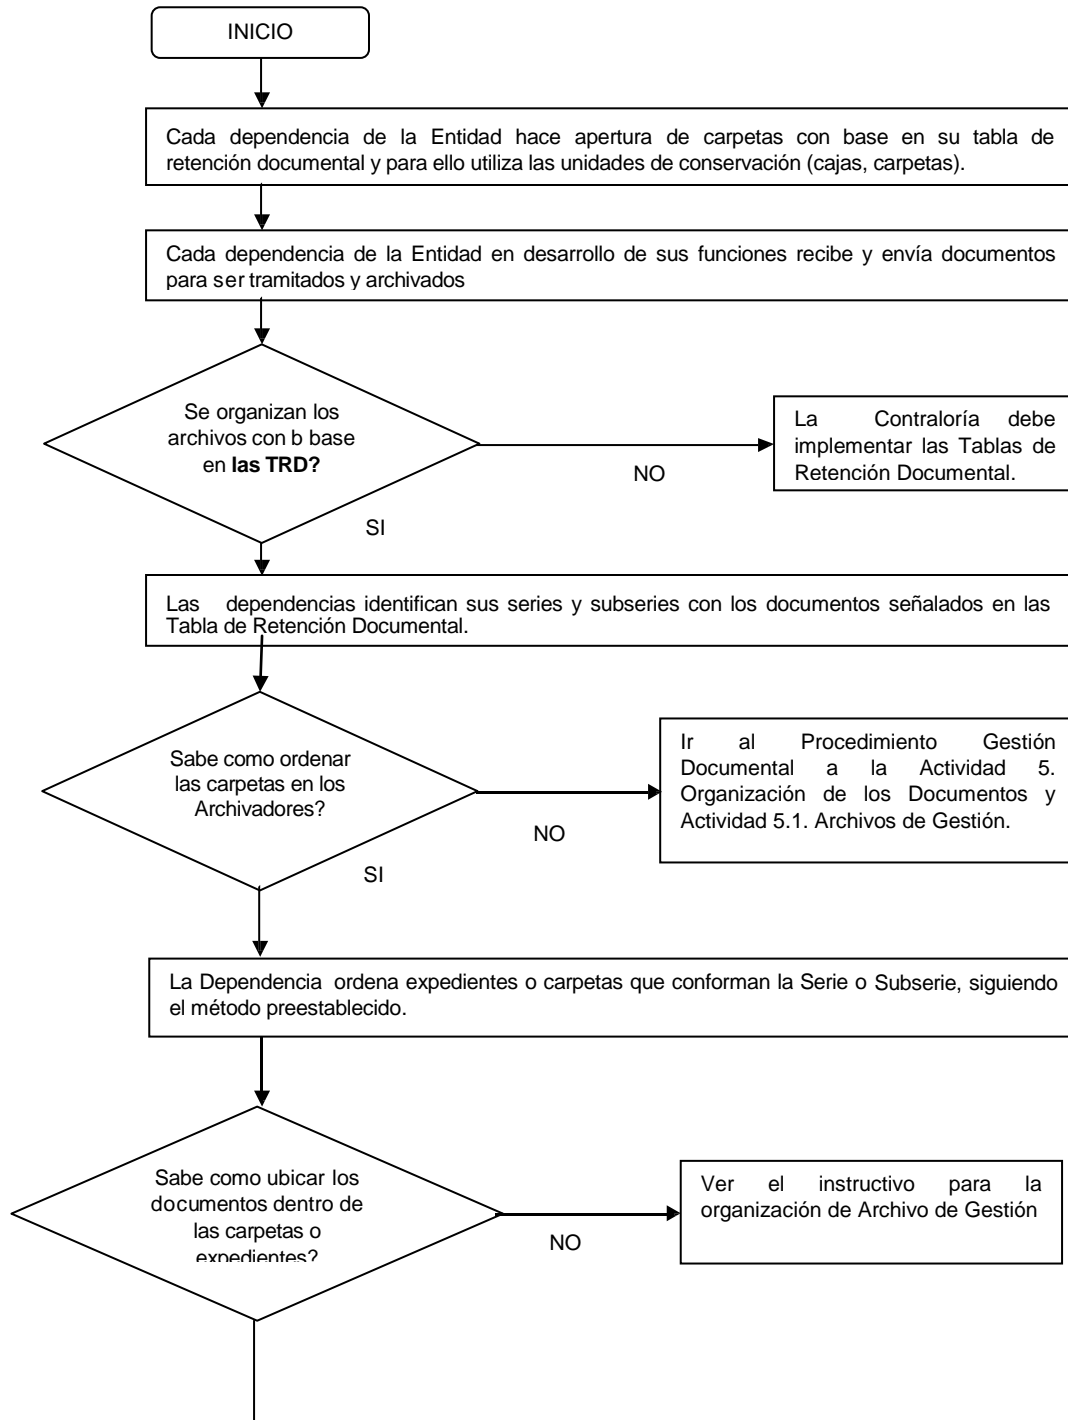 INICIO
Cada dependencia de la Entidad hace apertura de carpetas con base en su tabla de
retención documental y para ello utiliza las unidades de conservación (cajas, carpetas).
Cada dependencia de la Entidad en desarrollo de sus funciones recibe y envía documentos
para ser tramitados y archivados
Se organizan los
archivos con b base
en las TRD?
NO
La Contraloría debe
implementar las Tablas de
Retención Documental.
SI
Las dependencias identifican sus series y subseries con los documentos señalados en las
Tabla de Retención Documental.
Sabe como ordenar
las carpetas en los
Archivadores?
NO
Ir al Procedimiento Gestión
Documental a la Actividad 5.
Organización de los Documentos y
Actividad 5.1. Archivos de Gestión.
SI
La Dependencia ordena expedientes o carpetas que conforman la Serie o Subserie, siguiendo
el método preestablecido.
Sabe como ubicar los
documentos dentro de
las carpetas o
expedientes?
NO
Ver el instructivo para la
organización de Archivo de Gestión